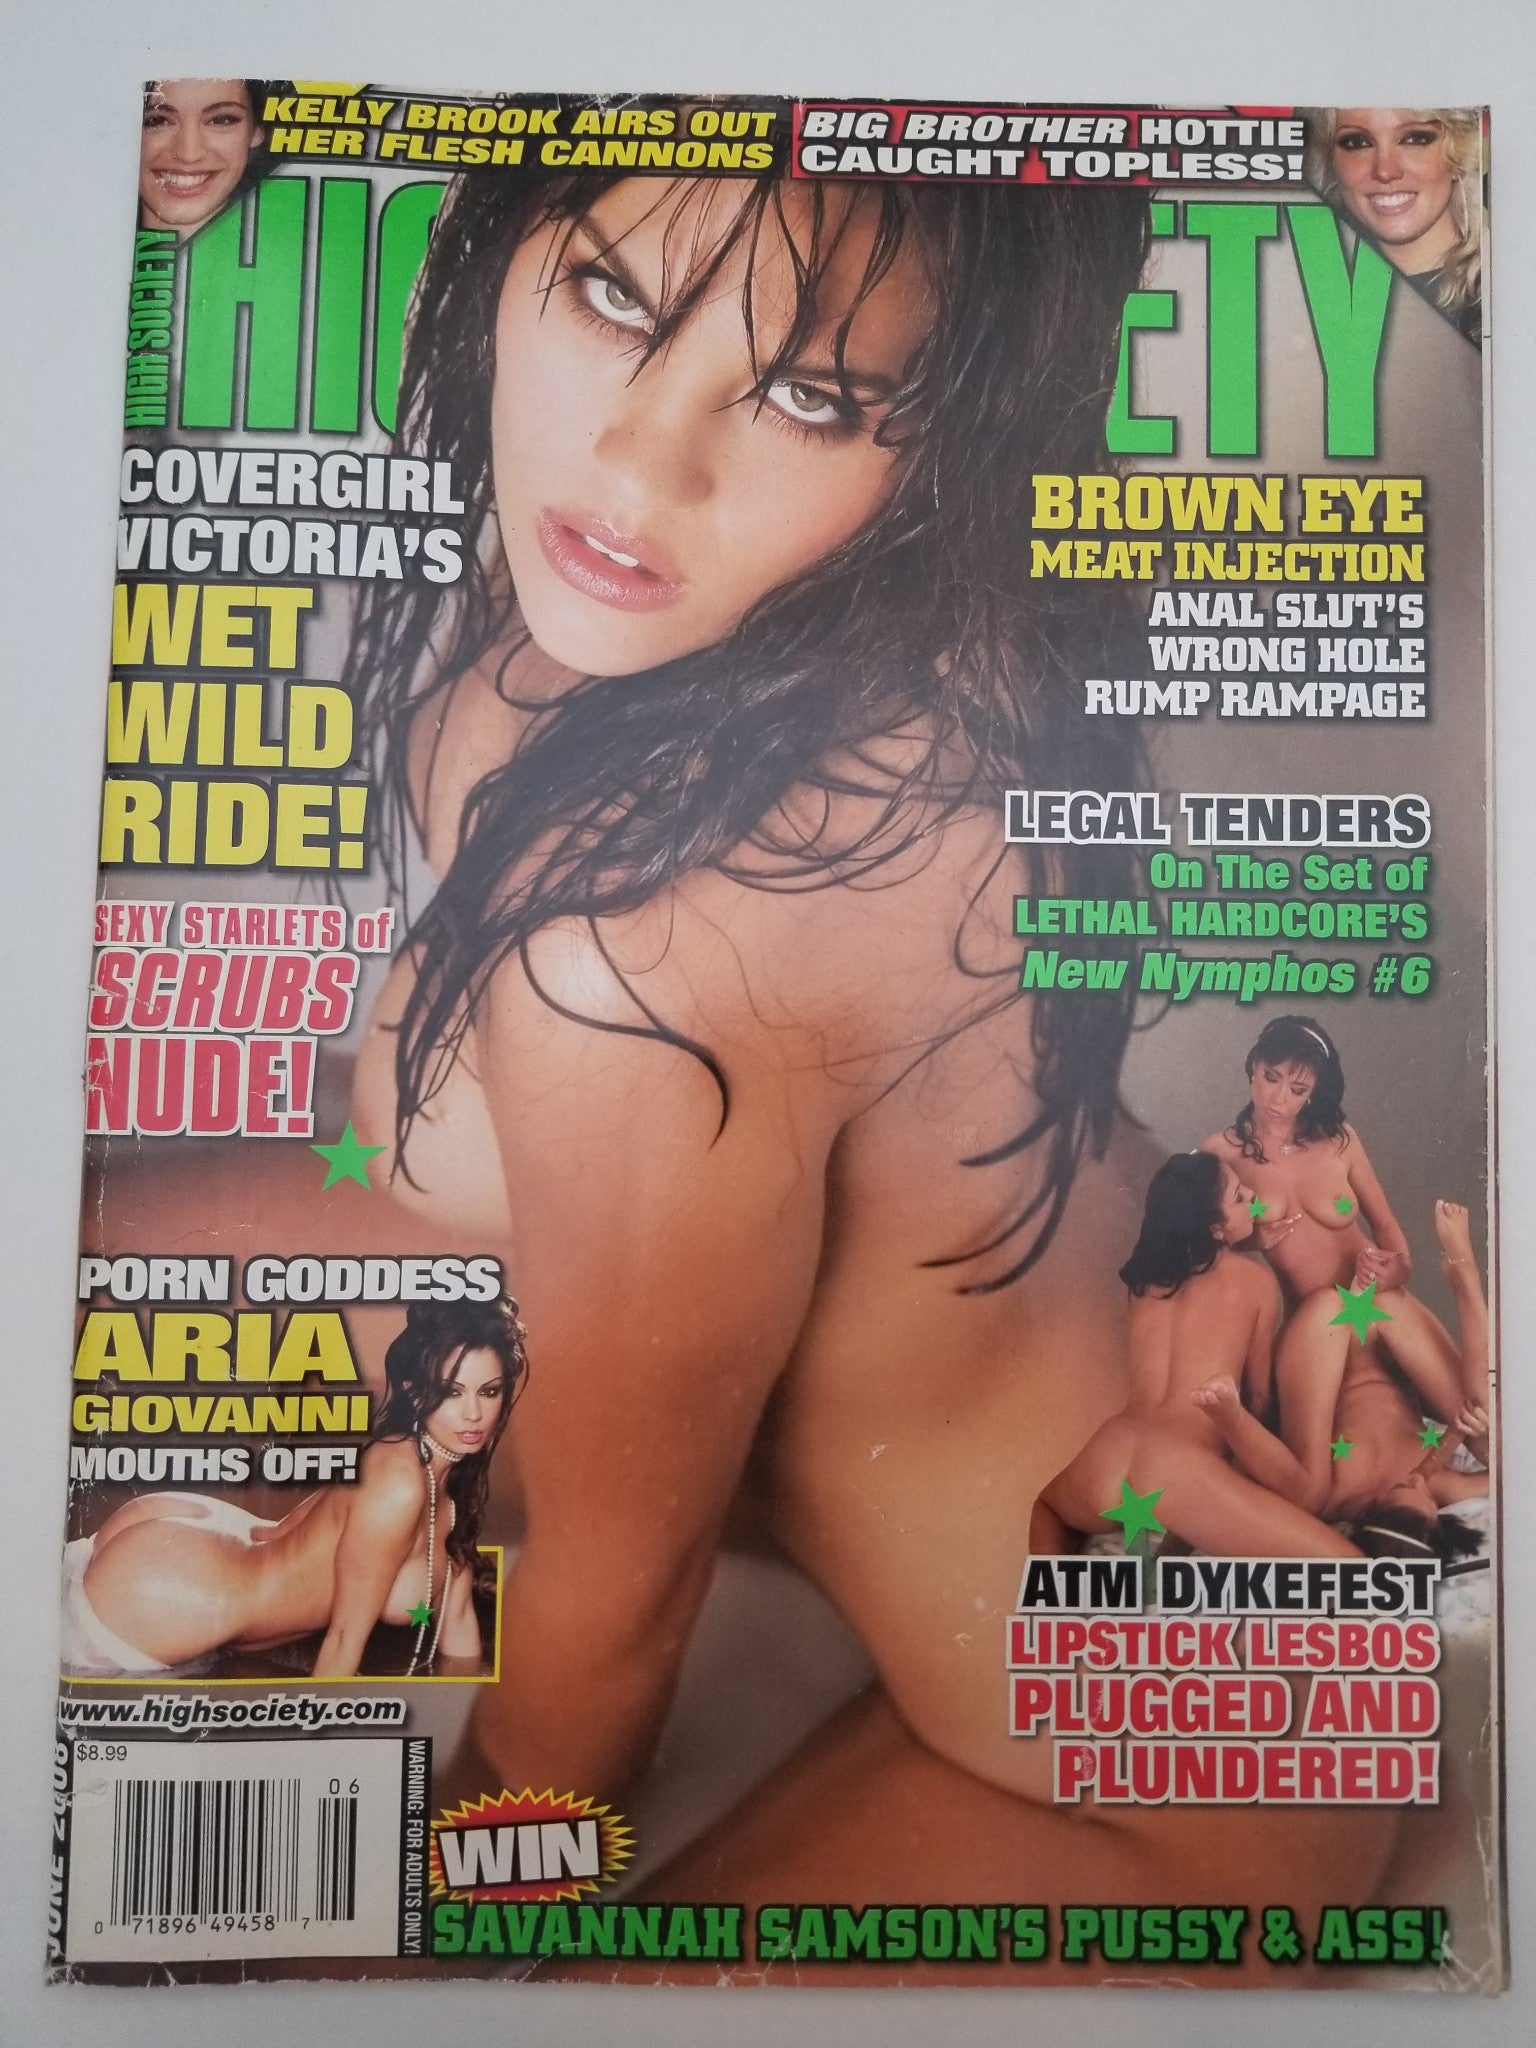 KELLY BROOK AIRS OUT
HER FLESH CANNONS
BIG BROTHER HOTTIE
CAUGHT TOPLESS!
HIGH SOCIETY
HI
ETY
COVERGIRL
VICTORIA'S
WET
WILD
RIDE!
SEXY STARLETS of
SCRUBS
NUDE!
PORN GODDESS
ARIA
GIOVANNI
MOUTHS OFF!
BROWN EYE
MEAT INJECTION
ANAL SLUT'S
WRONG HOLE
RUMP RAMPAGE
LEGAL TENDERS
On The Set of
LETHAL HARDCORE'S
New Nymphos #6
ATM DYKEFEST
LIPSTICK LESBOS
PLUGGED AND
PLUNDERED!
www.highsociety.com
JUNE 2008
$8.99
06
0 71896 49458 7
WARNING: FOR ADULTS ONLY!
WIN
SAVANNAH SAMSON'S PUSSY & ASS!